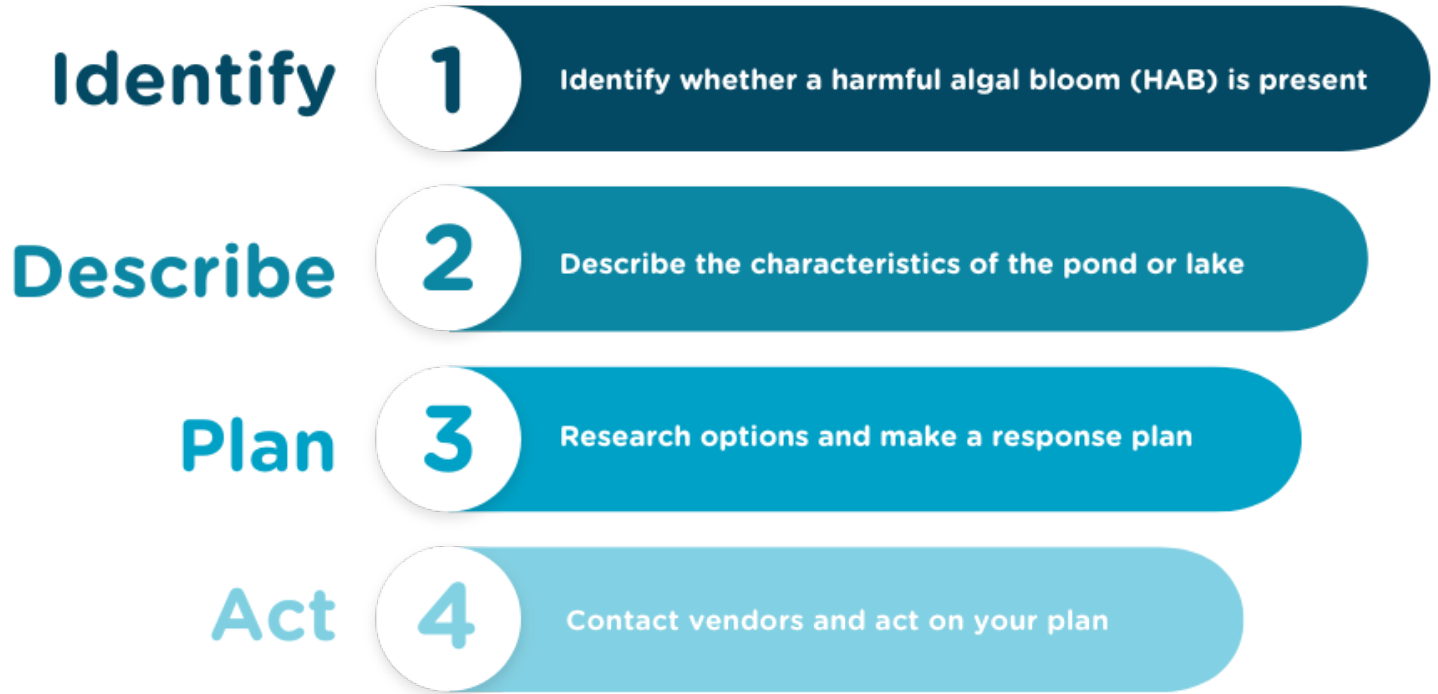 Identify
1
Identify whether a harmful algal bloom (HAB) is present
Describe
2
Describe the characteristics of the pond or lake
Plan
3
Research options and make a response plan
Act
4
Contact vendors and act on your plan